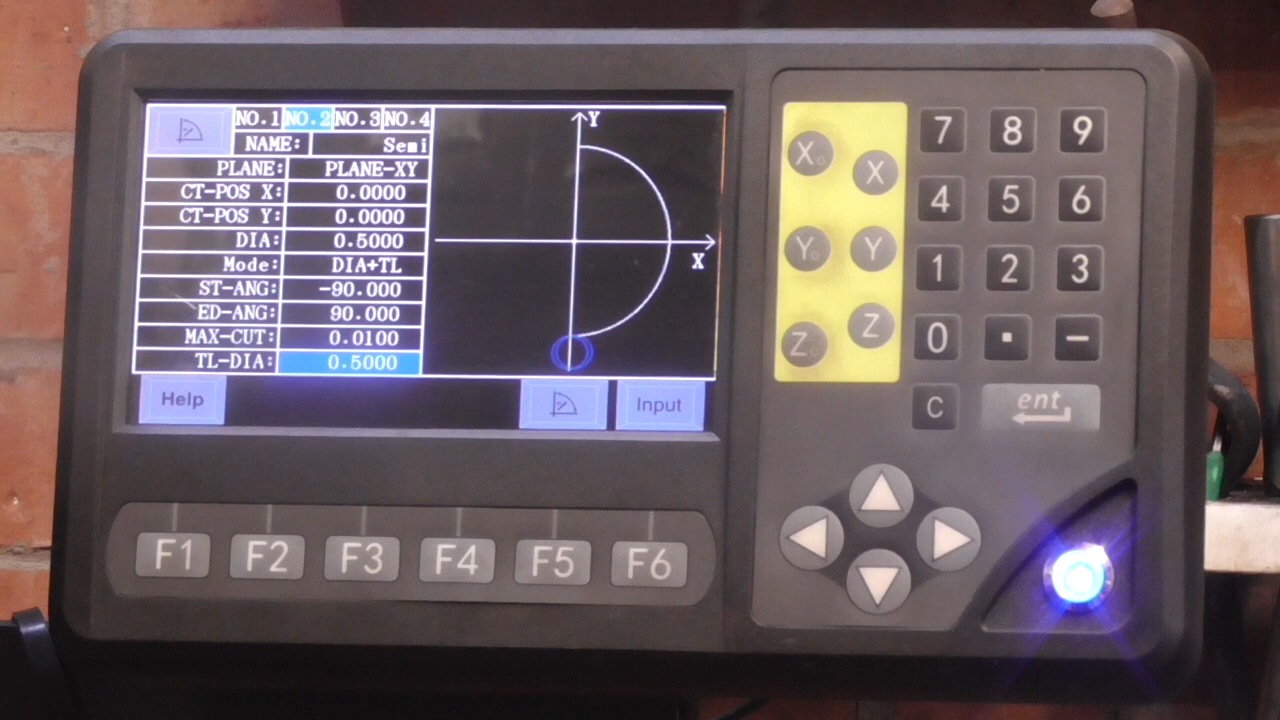 NO.1 NO.2 NO.3 NO.4
NAME: Semi
PLANE: PLANE-XY
CT-POS X: 0.0000
CT-POS Y: 0.0000
DIA: 0.5000
Mode: DIA+TL
ST-ANG: -90.000
ED-ANG: 90.000
MAX-CUT: 0.0100
TL-DIA: 0.5000
Y
X
Help Input
F1 F2 F3 F4 F5 F6
X0 X
Y0 Y
Z0 Z
7 8 9
4 5 6
1 2 3
0 . -
C ent